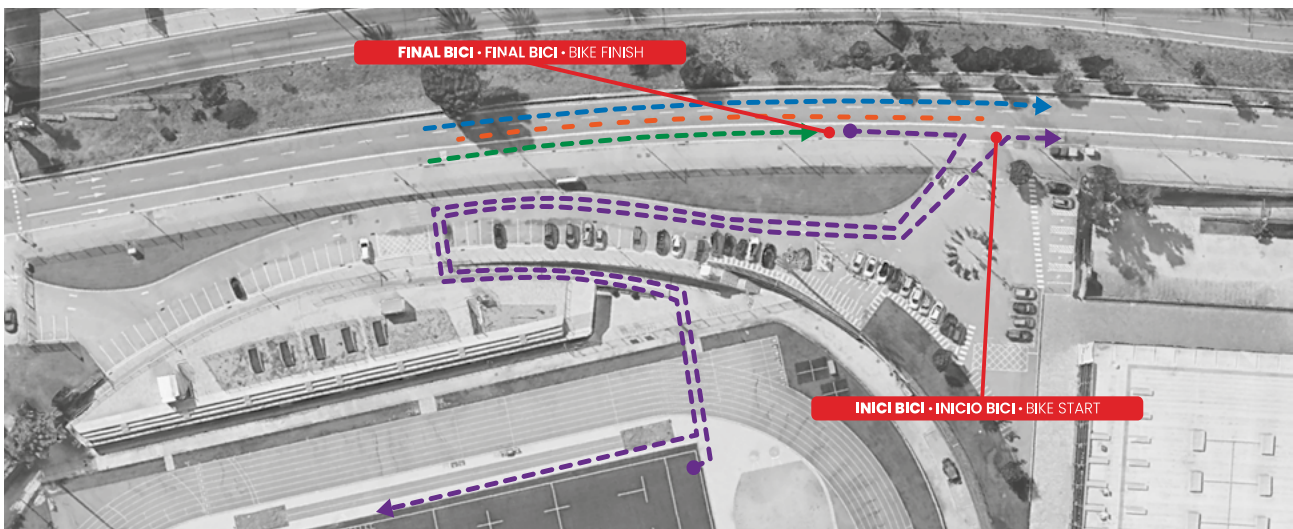 FINAL BICI • FINAL BICI • BIKE FINISH
INICI BICI • INICIO BICI • BIKE START